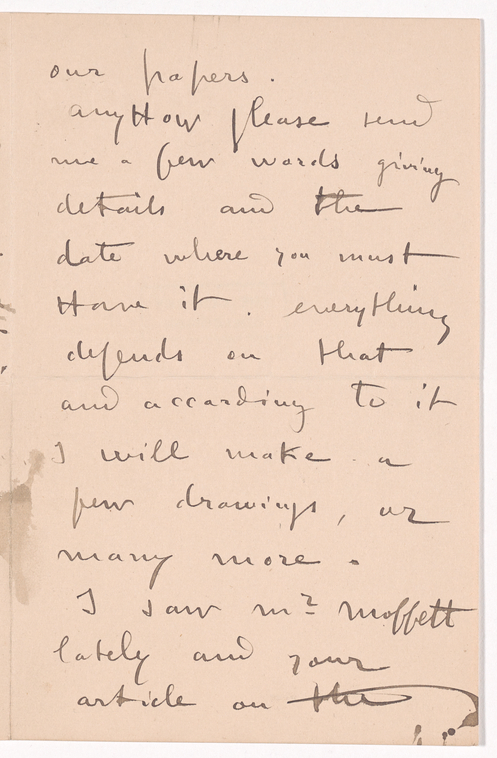 our papers.
anyHow please send
me a few words giving
details and the
date where you must
Have it. everything
depends on that
and according to it
I will make a
few drawings, or
many more.
I saw mr Moffett
lately and your
article on the